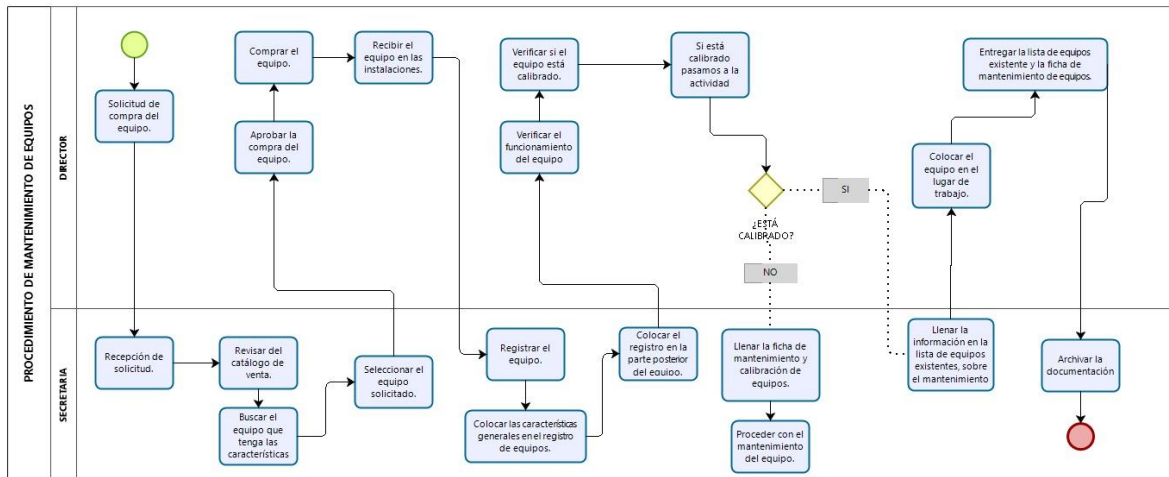 PROCEDIMIENTO DE MANTENIMIENTO DE EQUIPOS
DIRECTOR
Solicitud de
compra del
equipo.
Comprar el
equipo.
Recibir el
equipo en las
instalaciones.
Aprobar la
compra del
equipo.
Verificar si el
equipo está
calibrado.
Si está
calibrado
pasamos a la
actividad
Verificar el
funcionamiento
del equipo
¿ESTÁ
CALIBRADO?
SI
NO
Entregar la lista de equipos
existente y la ficha de
mantenimiento de equipos.
Colocar el
equipo en el
lugar de
trabajo.
SECRETARIA
Recepción de
solicitud.
Revisar del
catálogo de
venta.
Buscar el
equipo que
tenga las
características
Seleccionar el
equipo
solicitado.
Registrar el
equipo.
Colocar las características
generales en el registro
de equipos.
Colocar el
registro en la
parte posterior
del equipo.
Llenar la ficha de
mantenimiento y
calibración de
equipos.
Proceder con el
mantenimiento
del equipo.
Llenar la
información en la
lista de equipos
existentes, sobre
el mantenimiento
Archivar la
documentación